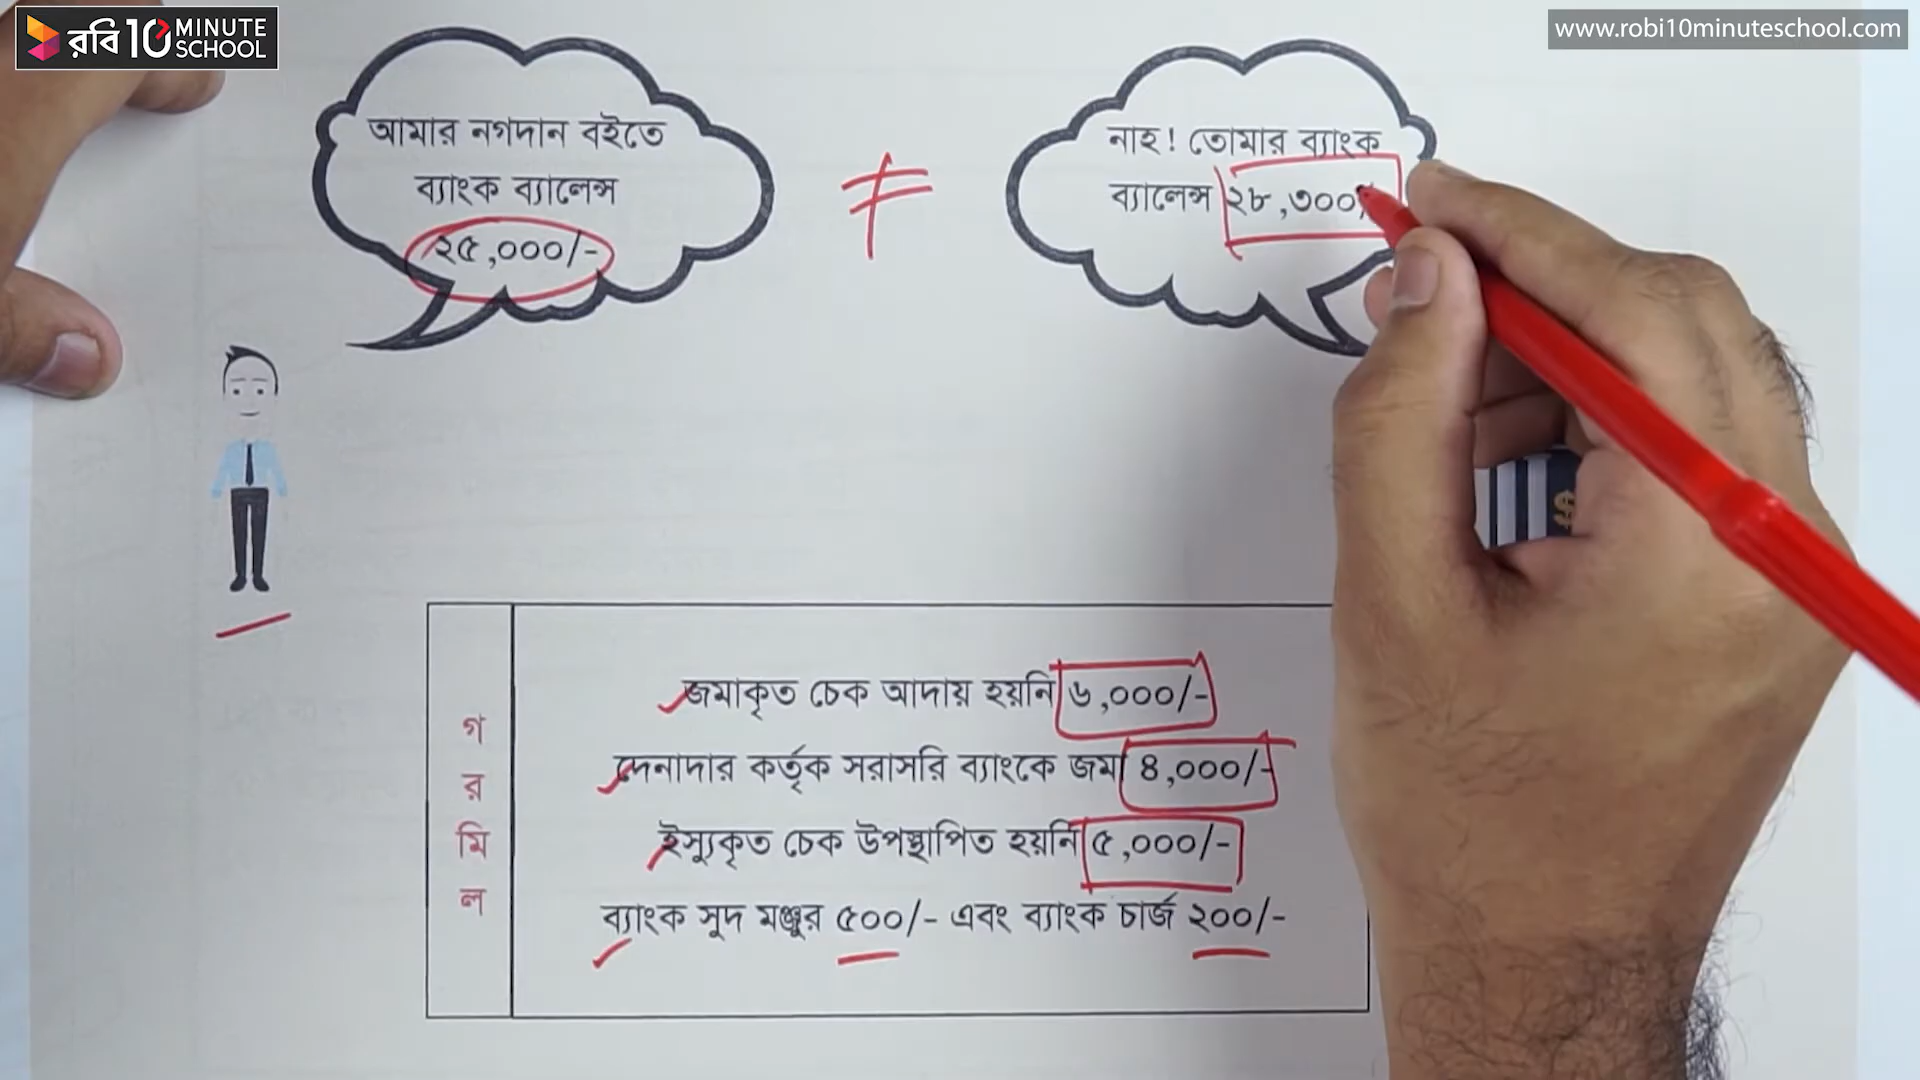 রবি 10 MINUTE SCHOOL
www.robi10minuteschool.com
আমার নগদান বইতে
ব্যাংক ব্যালেন্স
২৫,০০০/-
≠
নাহ! তোমার ব্যাংক
ব্যালেন্স ২৮,৩০০/
গরমিল
জমাকৃত চেক আদায় হয়নি ৬,০০০/-
দেনাদার কর্তৃক সরাসরি ব্যাংকে জমা ৪,০০০/-
ইস্যুকৃত চেক উপস্থাপিত হয়নি ৫,০০০/-
ব্যাংক সুদ মঞ্জুর ৫০০/- এবং ব্যাংক চার্জ ২০০/-
$